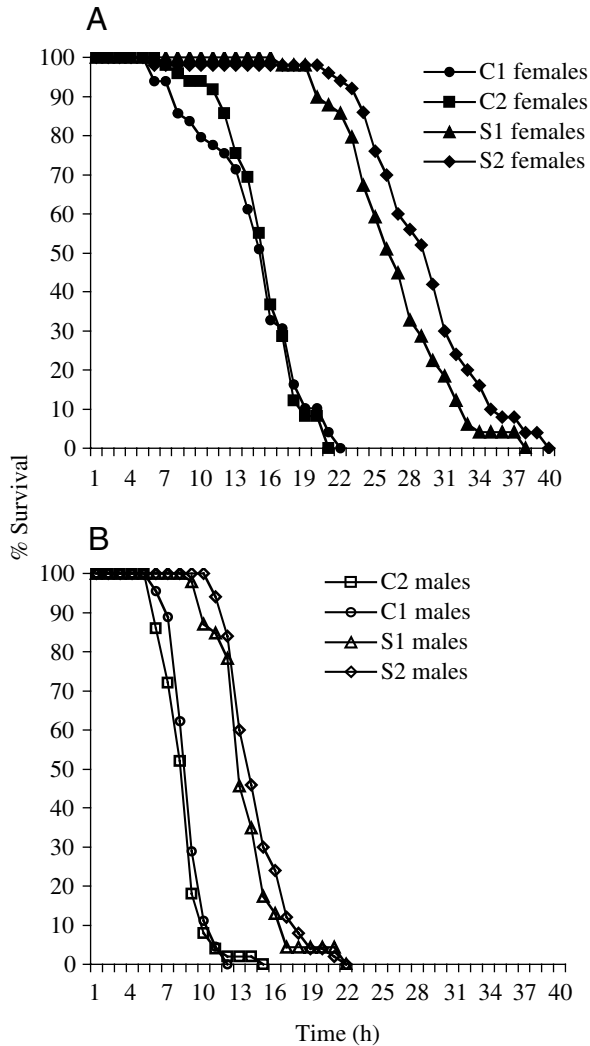 A
100
90
80
70
60
50
40
30
20
10
0
1 4 7 10 13 16 19 22 25 28 31 34 37 40
C1 females
C2 females
S1 females
S2 females
% Survival
B
100
90
80
70
60
50
40
30
20
10
0
1 4 7 10 13 16 19 22 25 28 31 34 37 40
C2 males
C1 males
S1 males
S2 males
Time (h)